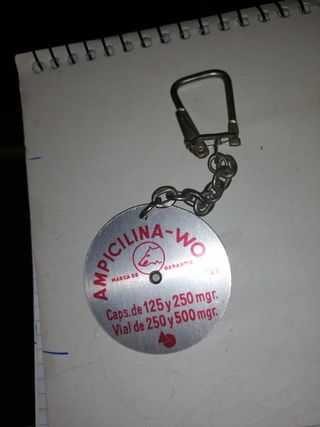 AMPICILINA-WO
MARCA DE GARANTIA
Caps. de 125 y 250 mgr.
Vial de 250 y 500 mgr.